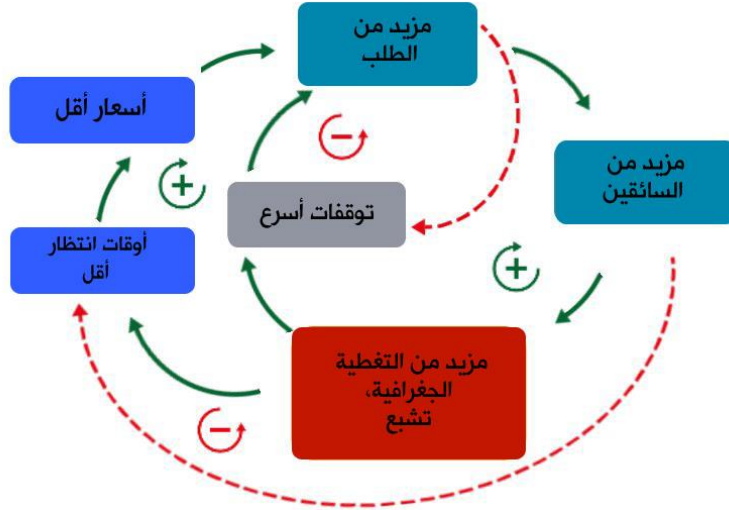 مزيد من
الطلب
أسعار أقل
مزيد من
السائقين
توقفات أسرع
أوقات انتظار
أقل
مزيد من التغطية
الجغرافية،
تشبع